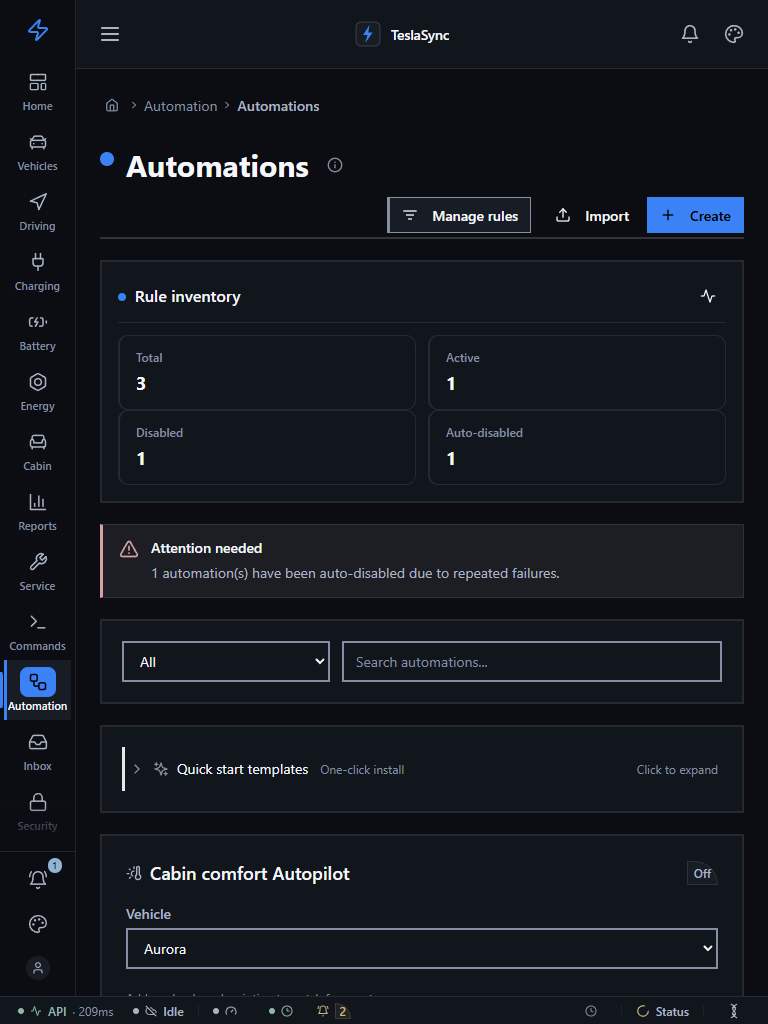 TeslaSync
Home
Vehicles
Driving
Charging
Battery
Energy
Cabin
Reports
Service
Commands
Automation
Inbox
Security
1
Automation
Automations
Automations
Manage rules
Import
Create
Rule inventory
Total
3
Active
1
Disabled
1
Auto-disabled
1
Attention needed
1 automation(s) have been auto-disabled due to repeated failures.
All
Search automations...
Quick start templates
One-click install
Click to expand
Cabin comfort Autopilot
Off
Vehicle
Aurora
API · 209ms
Idle
2
Status